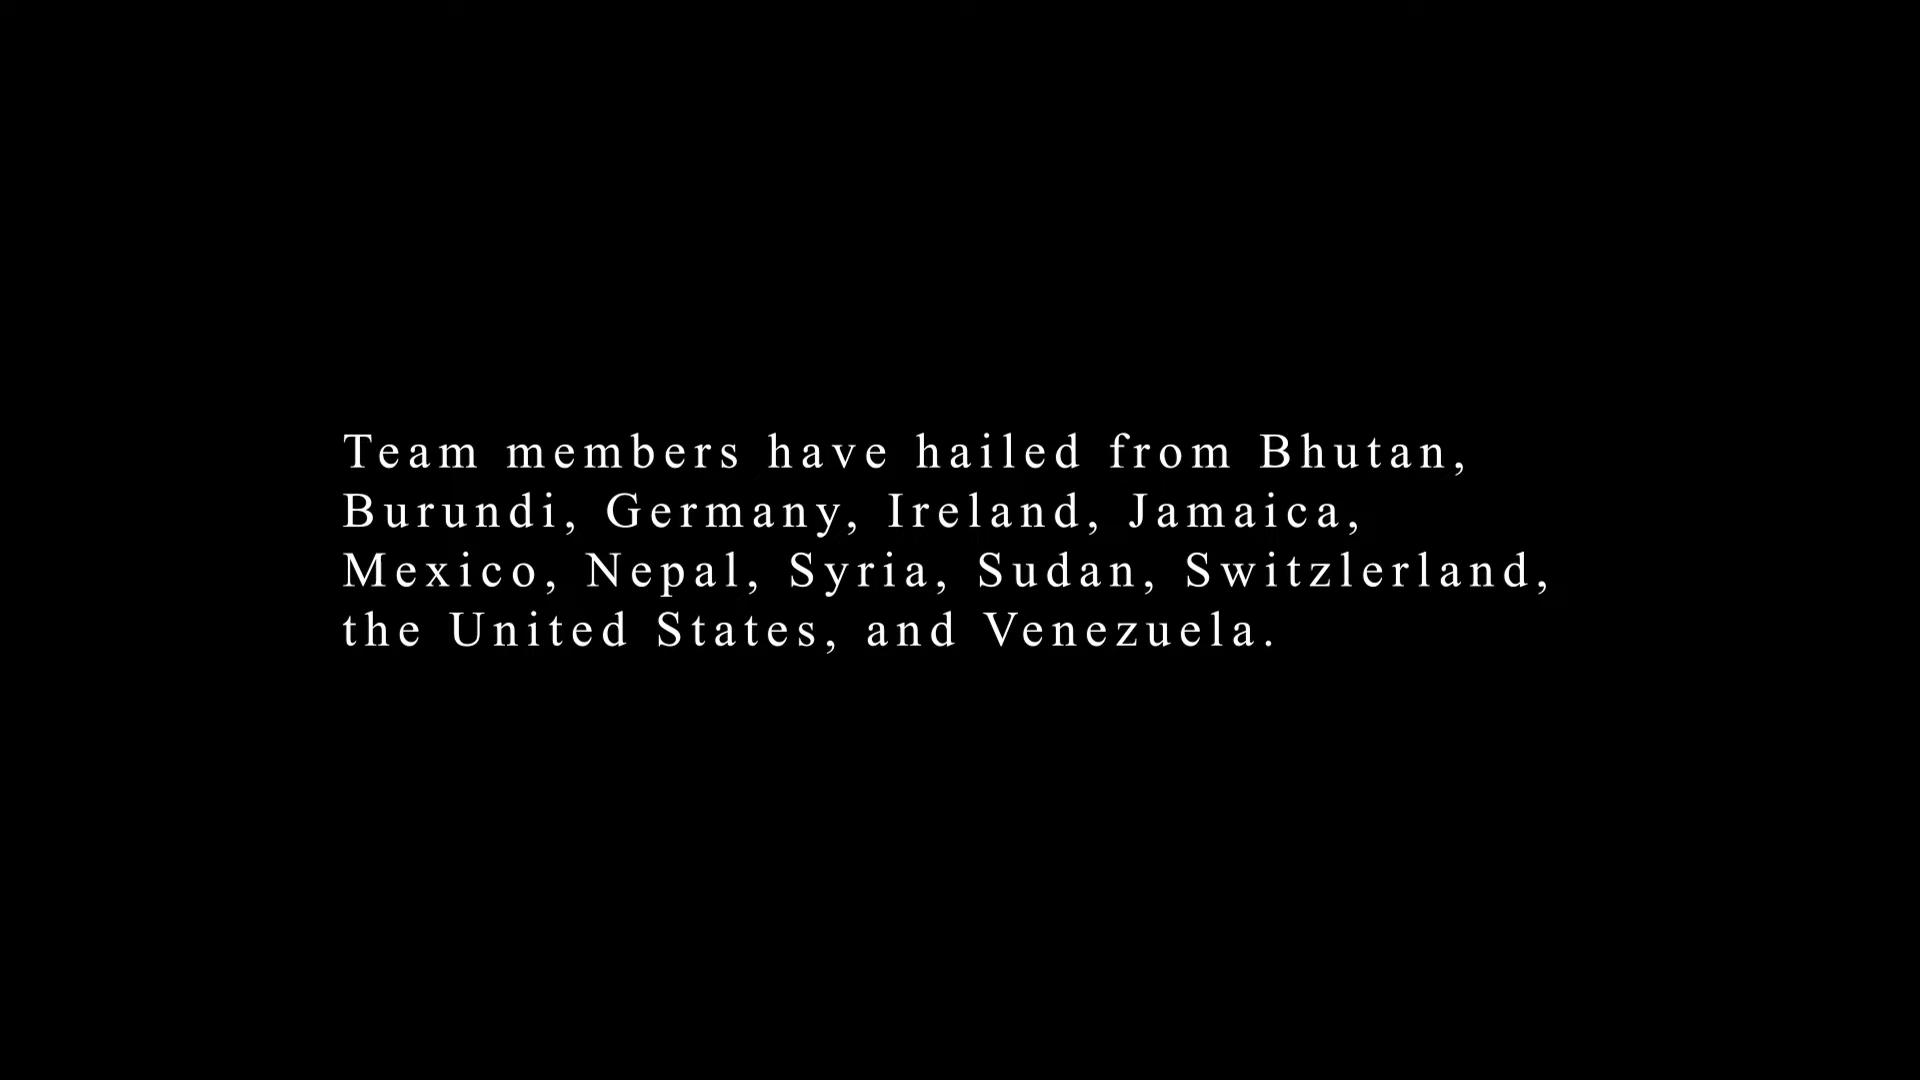 Team members have hailed from Bhutan,
Burundi, Germany, Ireland, Jamaica,
Mexico, Nepal, Syria, Sudan, Switzlerland,
the United States, and Venezuela.